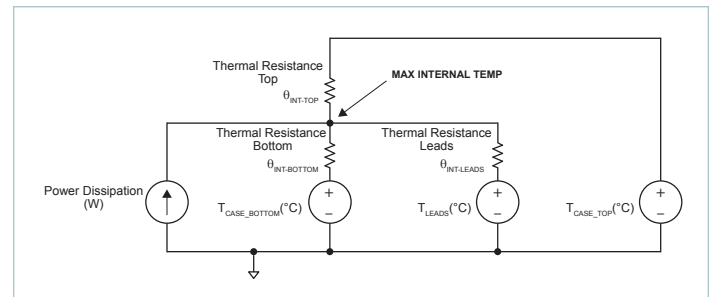 Thermal Resistance
Top
θINT-TOP
MAX INTERNAL TEMP
Thermal Resistance
Bottom
θINT-BOTTOM
Thermal Resistance
Leads
θINT-LEADS
Power Dissipation
(W)
+
–
TCASE_BOTTOM(°C)
+
–
TLEADS(°C)
+
–
TCASE_TOP(°C)